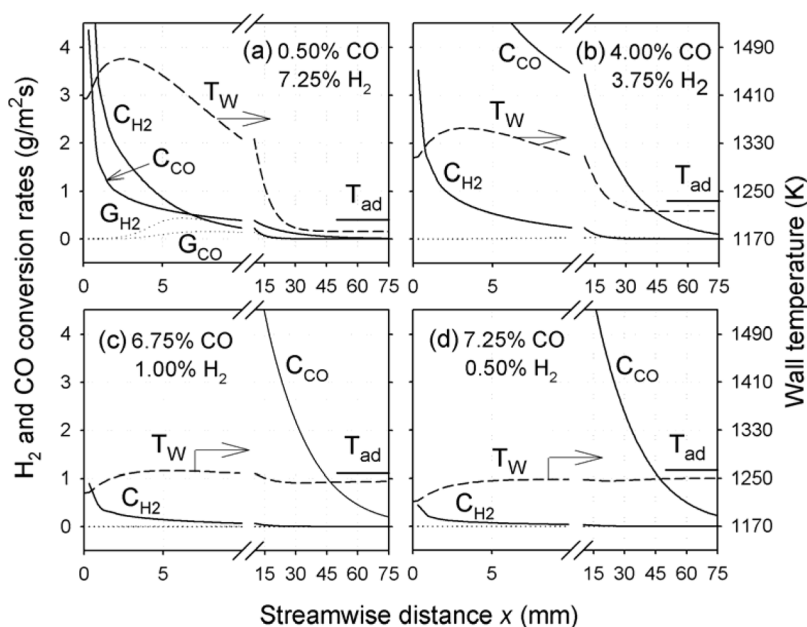 H2 and CO conversion rates (g/m2s)
Wall temperature (K)
4
3
2
1
0
(a) 0.50% CO
7.25% H2
TW
CH2
CCO
GH2
GCO
Tad
0
5
15
30
45
60
75
(b) 4.00% CO
3.75% H2
CCO
TW
CH2
Tad
1490
1410
1330
1250
1170
0
5
15
30
45
60
75
4
3
2
1
0
(c) 6.75% CO
1.00% H2
CCO
TW
Tad
CH2
0
5
15
30
45
60
75
(d) 7.25% CO
0.50% H2
CCO
TW
Tad
CH2
1490
1410
1330
1250
1170
0
5
15
30
45
60
75
Streamwise distance x (mm)